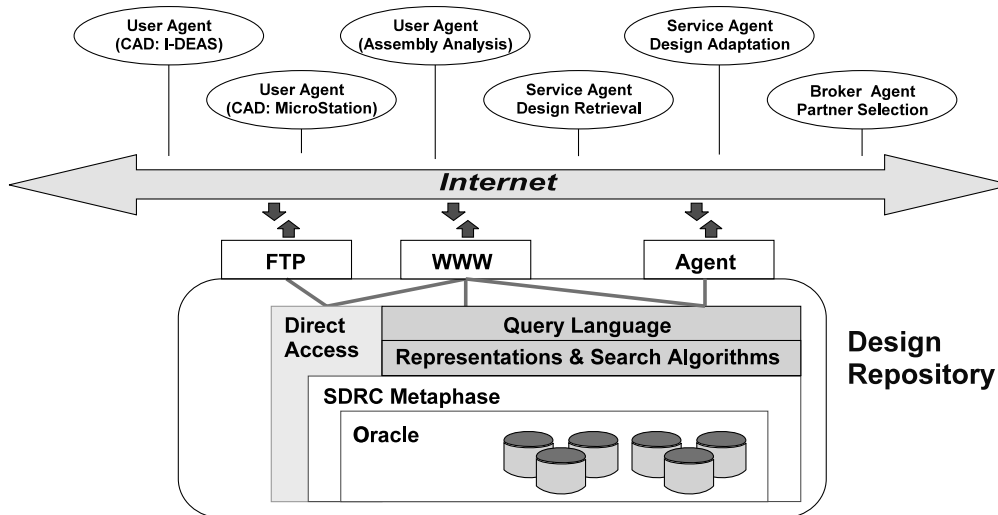 User Agent
(CAD: I-DEAS)
User Agent
(Assembly Analysis)
Service Agent
Design Adaptation
User Agent
(CAD: MicroStation)
Service Agent
Design Retrieval
Broker Agent
Partner Selection
Internet
FTP
WWW
Agent
Direct
Access
Query Language
Representations & Search Algorithms
Design
Repository
SDRC Metaphase
Oracle